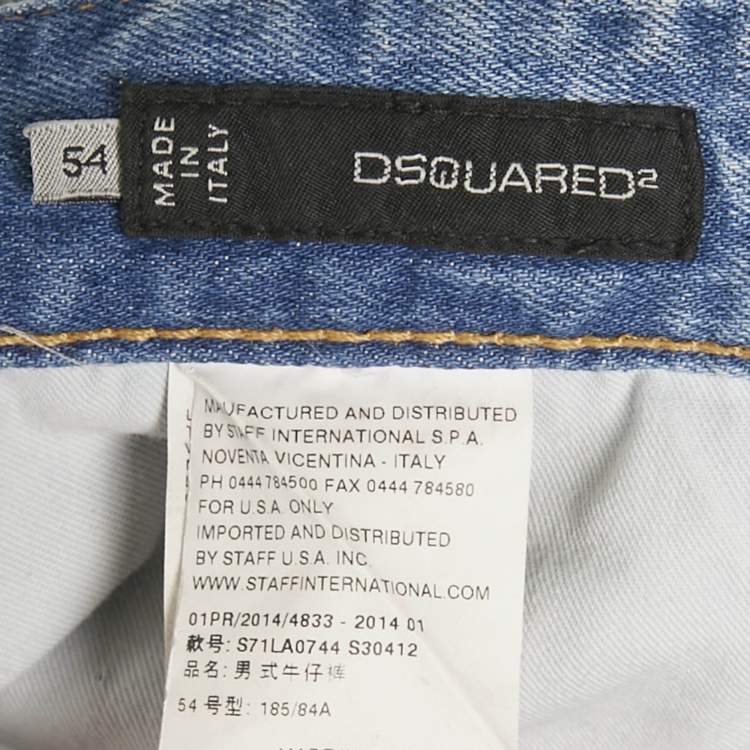 54
MADE
IN
ITALY
DSQUARED2
MAUFACTURED AND DISTRIBUTED
BY STAFF INTERNATIONAL S.P.A.
NOVENTA VICENTINA - ITALY
PH 0444 784500 FAX 0444 784580
FOR U.S.A. ONLY
IMPORTED AND DISTRIBUTED
BY STAFF U.S.A. INC.
WWW.STAFFINTERNATIONAL.COM
01PR/2014/4833 - 2014 01
款号: S71LA0744 S30412
品名: 男式牛仔裤
54 号型: 185/84A